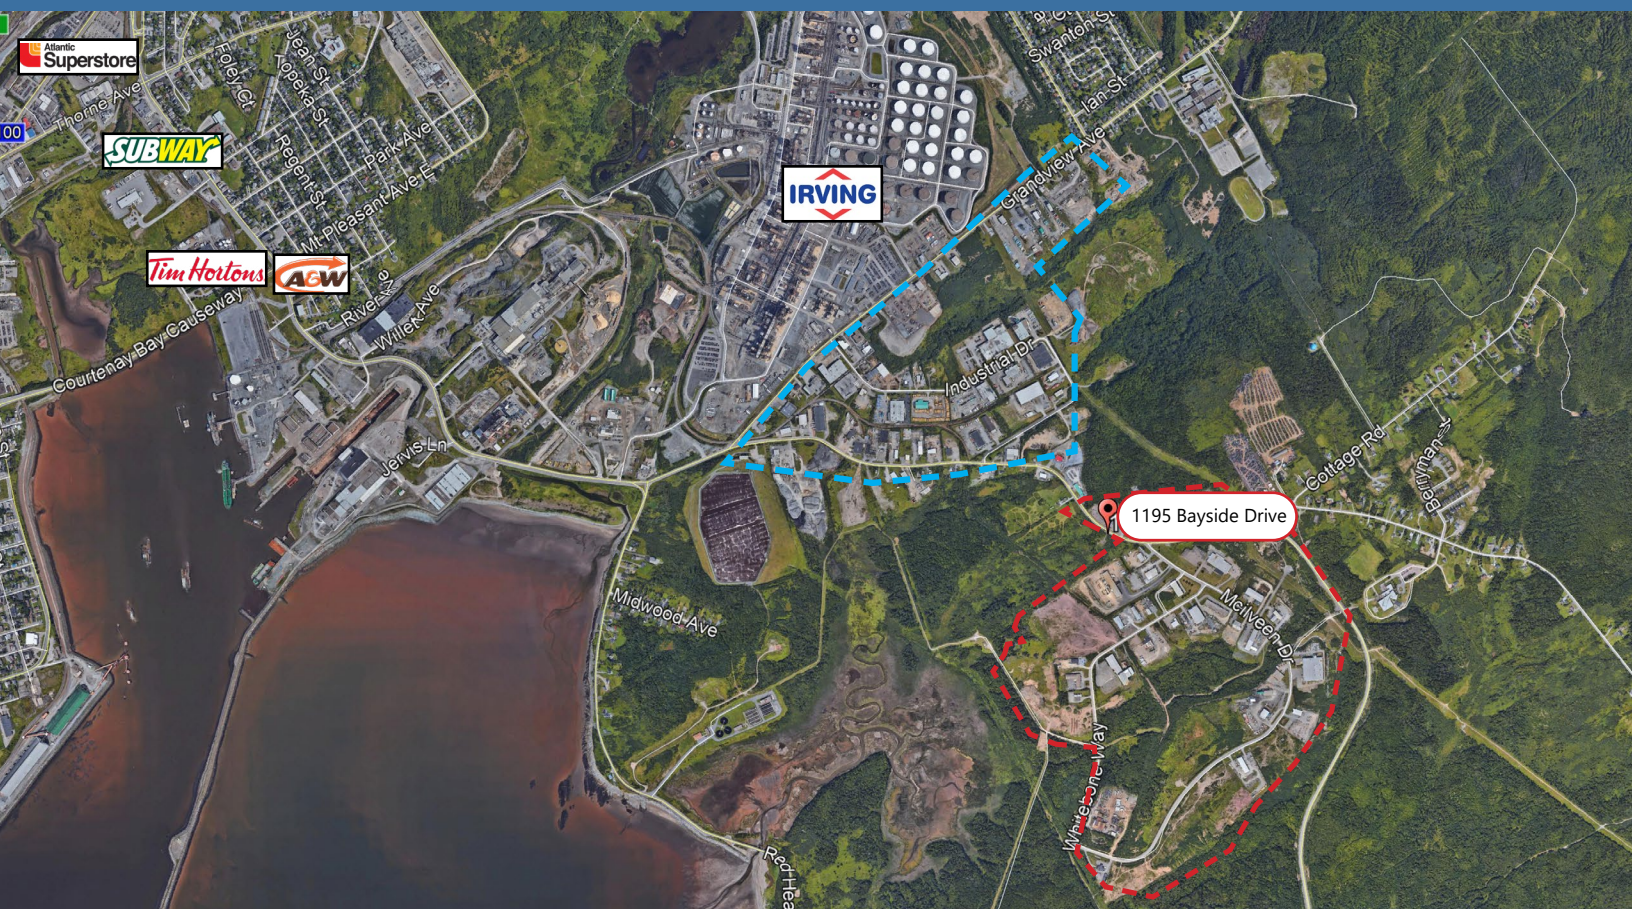 Swanton St
Ian St
Atlantic
Superstore
Foley Ct
Jean St
Topeka St
Thorne Ave
00
SUBWAY
Park Ave
Regent St
Mt Pleasant Ave E
Grandview Ave
IRVING
Tim Hortons
A&W
River Ave
Willet Ave
Courtenay Bay Causeway
Industrial Dr
Jervis Ln
Cottage Rd
Berryman
1195 Bayside Drive
Midwood Ave
McIlveen Dr
Whitebone Way
Red Hea